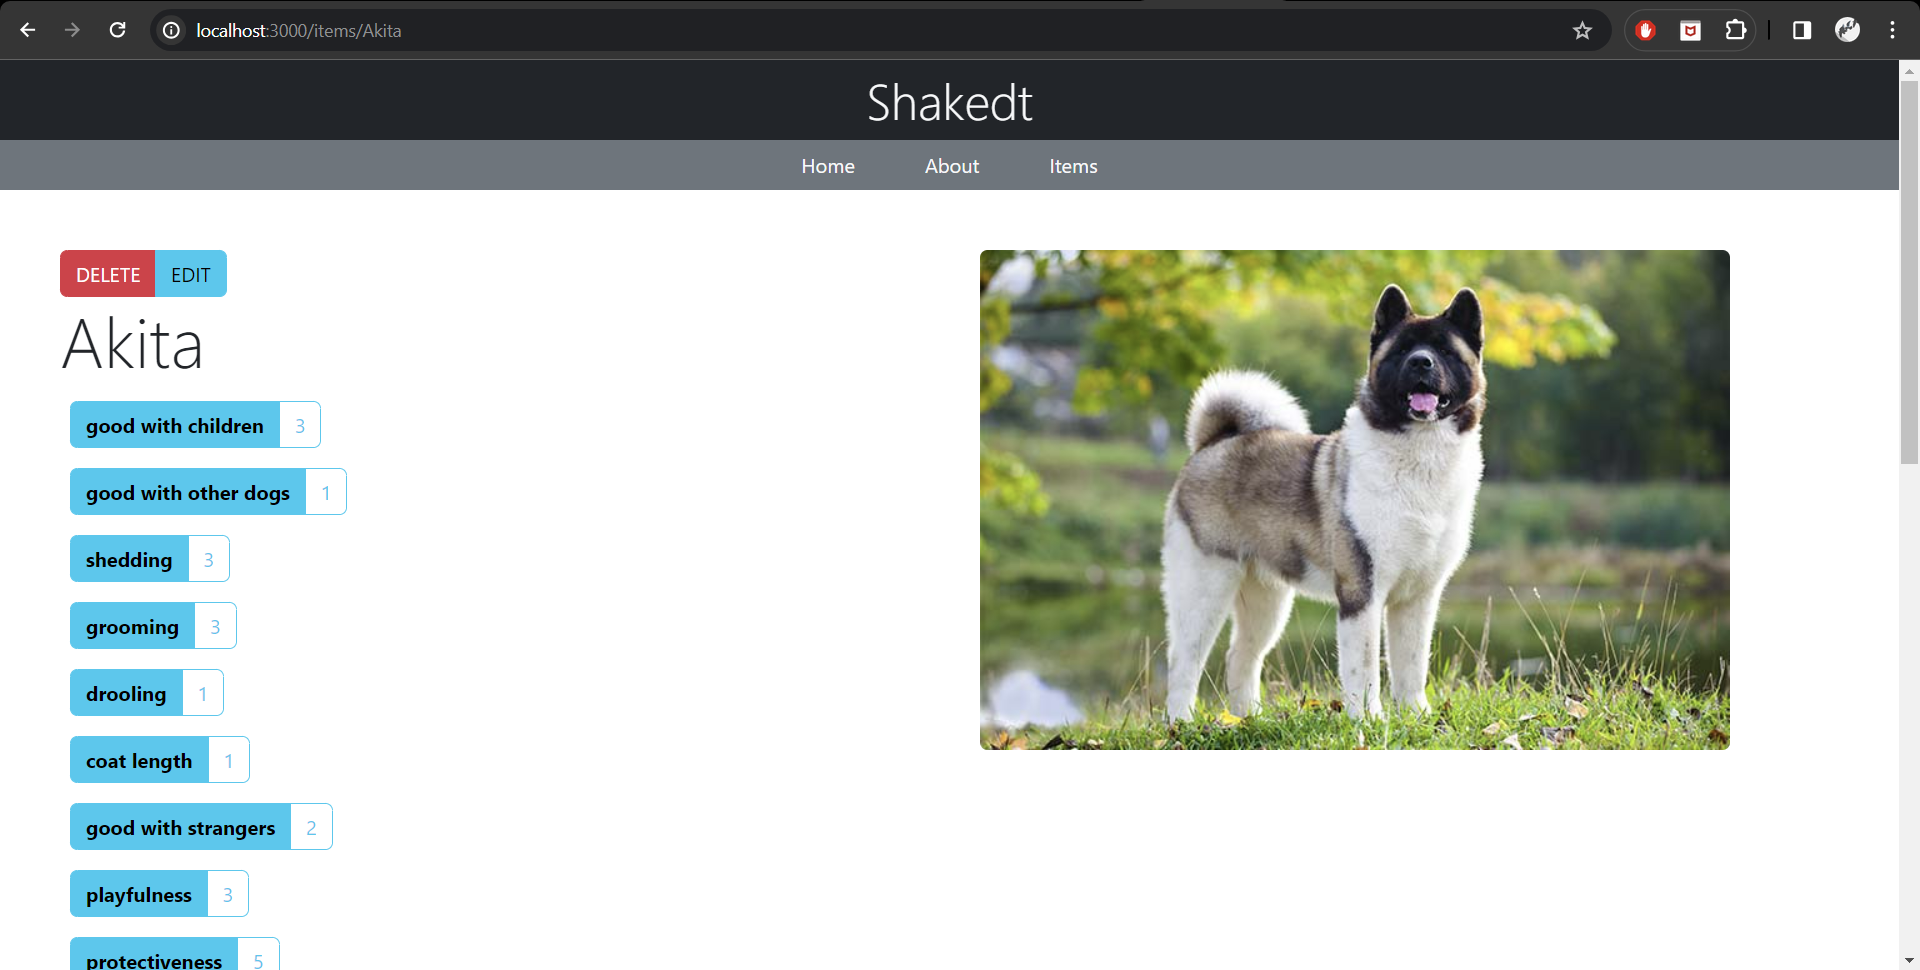 localhost:3000/items/Akita
Shakedt
Home About Items
DELETE EDIT
Akita
good with children 3
good with other dogs 1
shedding 3
grooming 3
drooling 1
coat length 1
good with strangers 2
playfulness 3
protectiveness 5